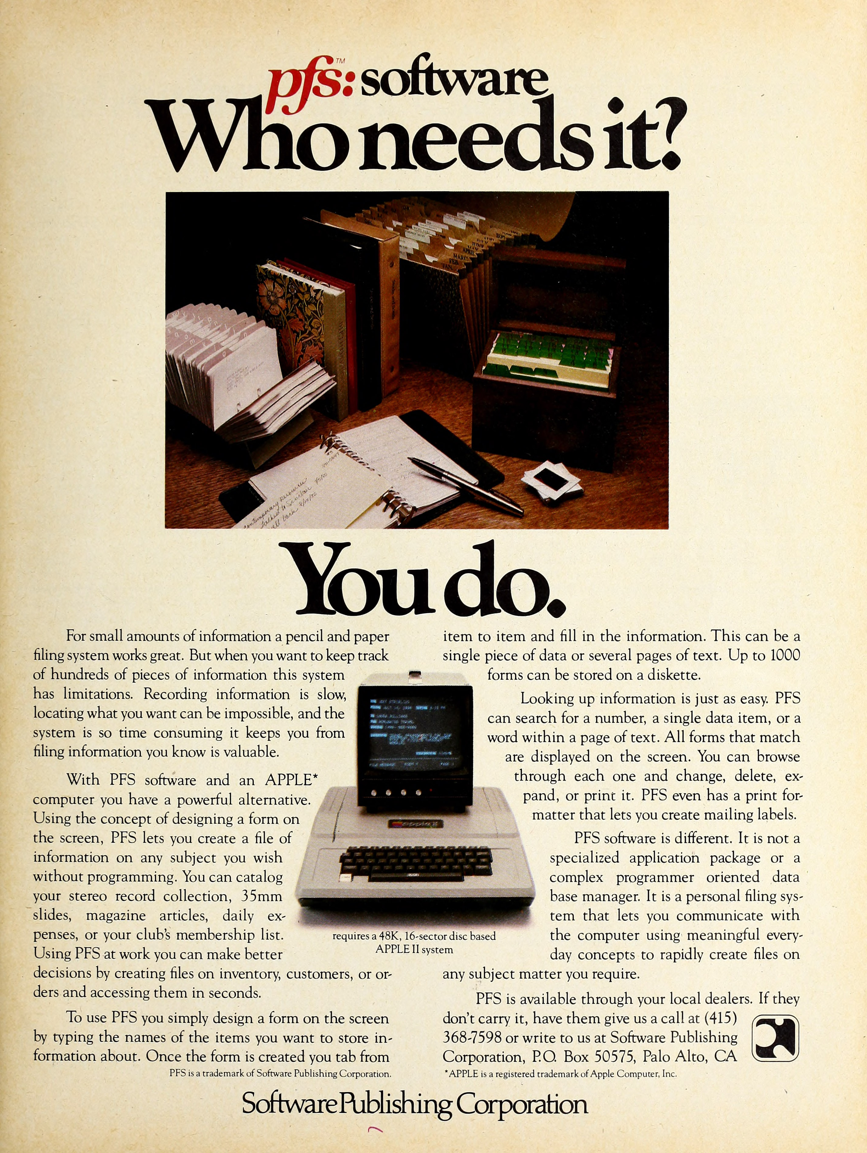 pfs:™ software
Who needs it?
You do.
For small amounts of information a pencil and paper
filing system works great. But when you want to keep track
of hundreds of pieces of information this system
has limitations. Recording information is slow,
locating what you want can be impossible, and the
system is so time consuming it keeps you from
filing information you know is valuable.
With PFS software and an APPLE*
computer you have a powerful alternative.
Using the concept of designing a form on
the screen, PFS lets you create a file of
information on any subject you wish
without programming. You can catalog
your stereo record collection, 35mm
slides, magazine articles, daily ex-
penses, or your club's membership list.
Using PFS at work you can make better
decisions by creating files on inventory, customers, or or-
ders and accessing them in seconds.
To use PFS you simply design a form on the screen
by typing the names of the items you want to store in-
formation about. Once the form is created you tab from
PFS is a trademark of Software Publishing Corporation.
requires a 48K, 16-sector disc based
APPLE II system
item to item and fill in the information. This can be a
single piece of data or several pages of text. Up to 1000
forms can be stored on a diskette.
Looking up information is just as easy. PFS
can search for a number, a single data item, or a
word within a page of text. All forms that match
are displayed on the screen. You can browse
through each one and change, delete, ex-
pand, or print it. PFS even has a print for-
matter that lets you create mailing labels.
PFS software is different. It is not a
specialized application package or a
complex programmer oriented data
base manager. It is a personal filing sys-
tem that lets you communicate with
the computer using meaningful every-
day concepts to rapidly create files on
any subject matter you require.
PFS is available through your local dealers. If they
don't carry it, have them give us a call at (415)
368-7598 or write to us at Software Publishing
Corporation, P.O. Box 50575, Palo Alto, CA
*APPLE is a registered trademark of Apple Computer, Inc.
Software Publishing Corporation